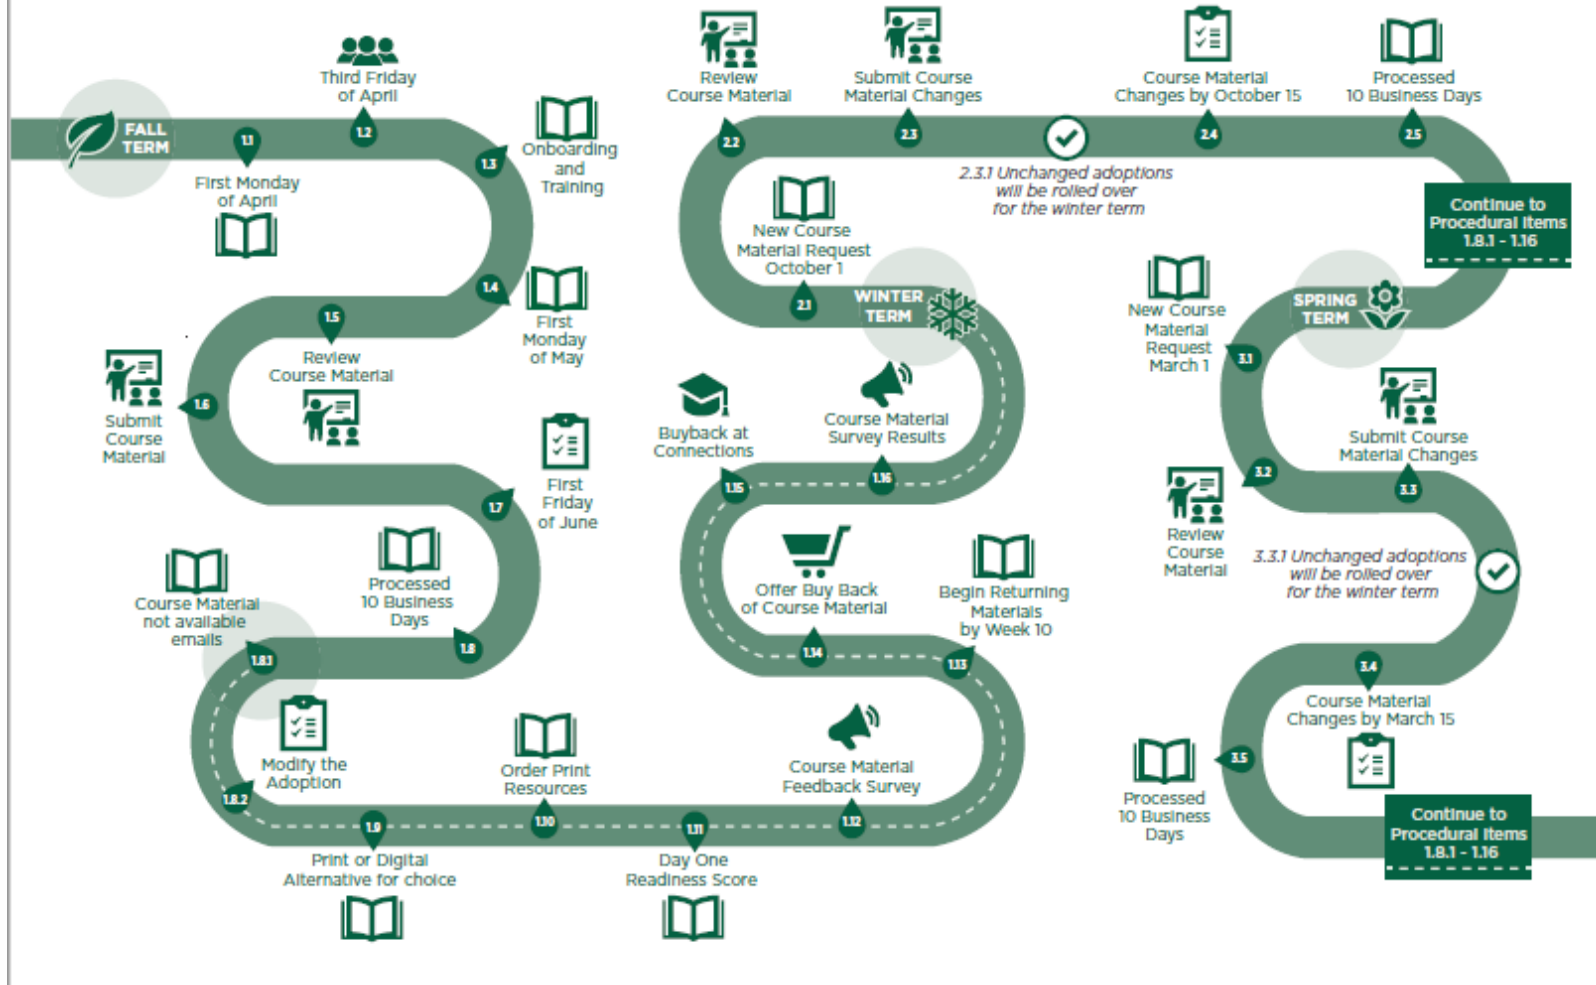 FALL
TERM
1.1
First Monday
of April
Third Friday
of April
1.2
1.3
Onboarding
and
Training
1.4
First
Monday
of May
1.5
Review
Course Material
1.6
Submit
Course
Material
1.7
First
Friday
of June
Processed
10 Business
Days
1.8
Course Material
not available
emails
1.8.1
Modify the
Adoption
1.8.2
1.9
Print or Digital
Alternative for choice
Order Print
Resources
1.10
1.11
Day One
Readiness Score
Course Material
Feedback Survey
1.12
Begin Returning
Materials
by Week 10
1.13
Offer Buy Back
of Course Material
1.14
Buyback at
Connections
1.15
Course Material
Survey Results
1.16
WINTER
TERM
New Course
Material Request
October 1
2.1
Review
Course Material
2.2
Submit Course
Material Changes
2.3
2.3.1 Unchanged adoptions
will be rolled over
for the winter term
Course Material
Changes by October 15
2.4
Processed
10 Business Days
2.5
Continue to
Procedural Items
1.8.1 - 1.16
SPRING
TERM
New Course
Material
Request
March 1
3.1
3.2
Review
Course
Material
Submit Course
Material Changes
3.3
3.3.1 Unchanged adoptions
will be rolled over
for the winter term
3.4
Course Material
Changes by March 15
3.5
Processed
10 Business
Days
Continue to
Procedural Items
1.8.1 - 1.16